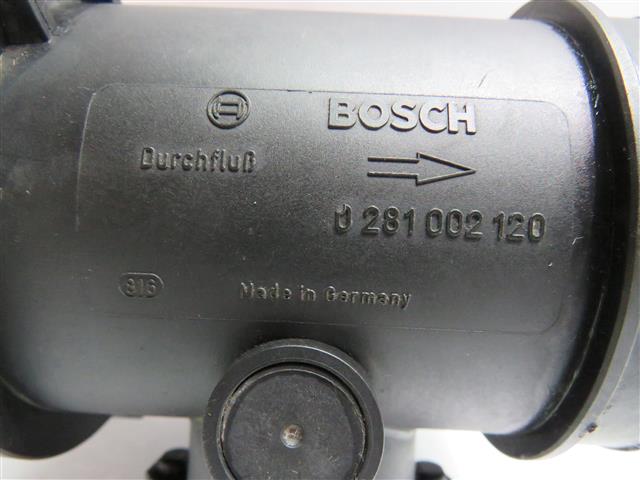 BOSCH
Durchfluß
0 281 002 120
816 Made in Germany